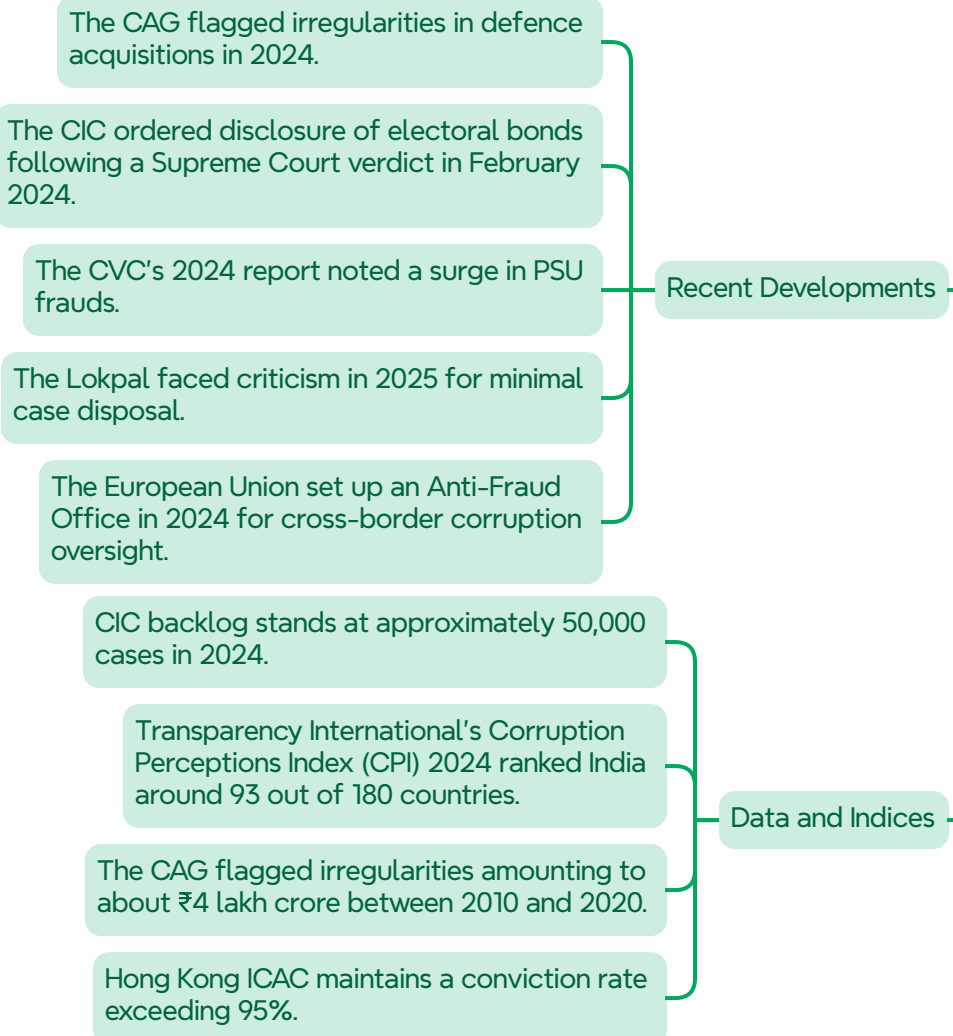 The CAG flagged irregularities in defence
acquisitions in 2024.
The CIC ordered disclosure of electoral bonds
following a Supreme Court verdict in February
2024.
The CVC's 2024 report noted a surge in PSU
frauds.
Recent Developments
The Lokpal faced criticism in 2025 for minimal
case disposal.
The European Union set up an Anti-Fraud
Office in 2024 for cross-border corruption
oversight.
CIC backlog stands at approximately 50,000
cases in 2024.
Transparency International's Corruption
Perceptions Index (CPI) 2024 ranked India
around 93 out of 180 countries.
Data and Indices
The CAG flagged irregularities amounting to
about ₹4 lakh crore between 2010 and 2020.
Hong Kong ICAC maintains a conviction rate
exceeding 95%.